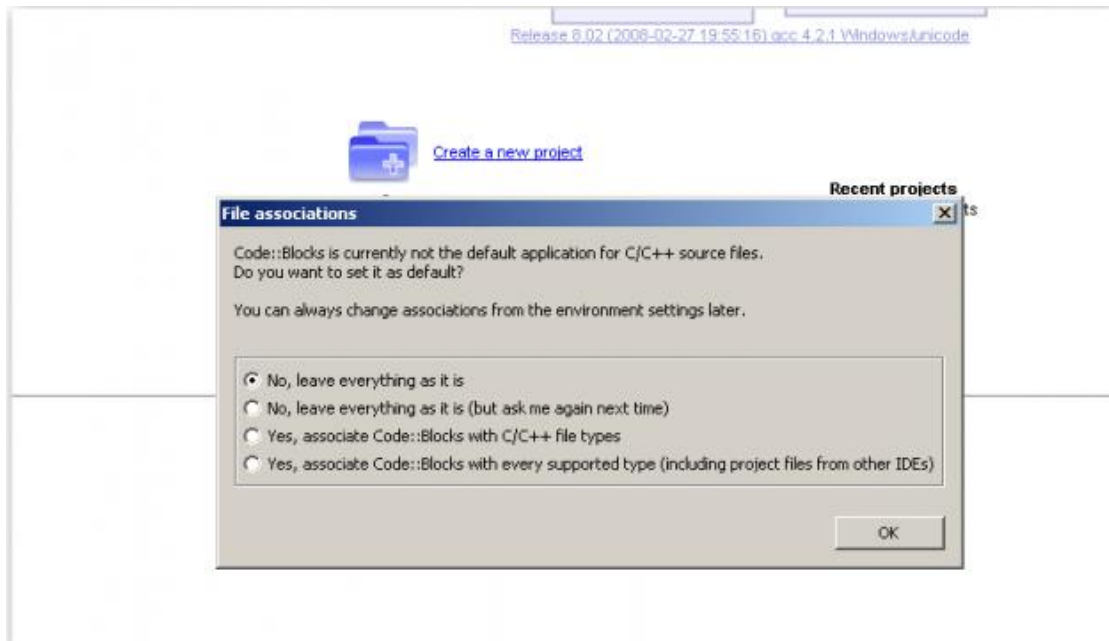 Release 8.02 (2008-02-27 19:55:16) gcc 4.2.1 Windows/unicode
Create a new project
Recent projects
ts
File associations
Code::Blocks is currently not the default application for C/C++ source files.
Do you want to set it as default?
You can always change associations from the environment settings later.
No, leave everything as it is
No, leave everything as it is (but ask me again next time)
Yes, associate Code::Blocks with C/C++ file types
Yes, associate Code::Blocks with every supported type (including project files from other IDEs)
OK